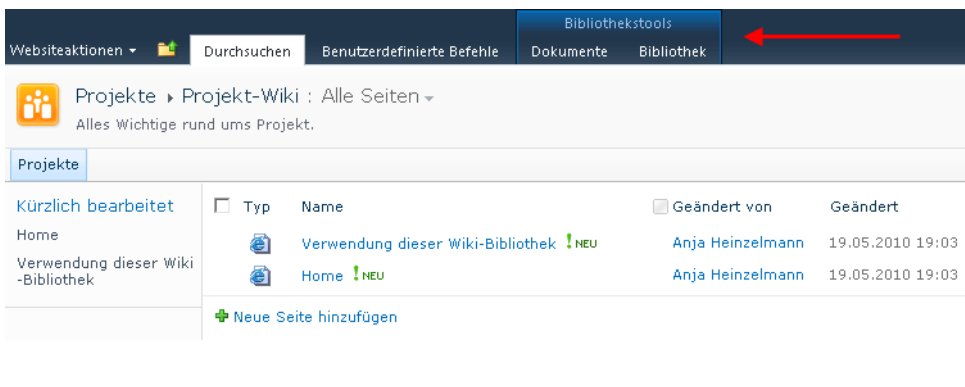 Bibliothekstools
Websiteaktionen Durchsuchen Benutzerdefinierte Befehle Dokumente Bibliothek
Projekte Projekt-Wiki : Alle Seiten
Alles Wichtige rund ums Projekt.
Projekte
Kürzlich bearbeitet
Home
Verwendung dieser Wiki
-Bibliothek
Typ Name Geändert von Geändert
Verwendung dieser Wiki-Bibliothek ! NEU Anja Heinzelmann 19.05.2010 19:03
Home ! NEU Anja Heinzelmann 19.05.2010 19:03
Neue Seite hinzufügen